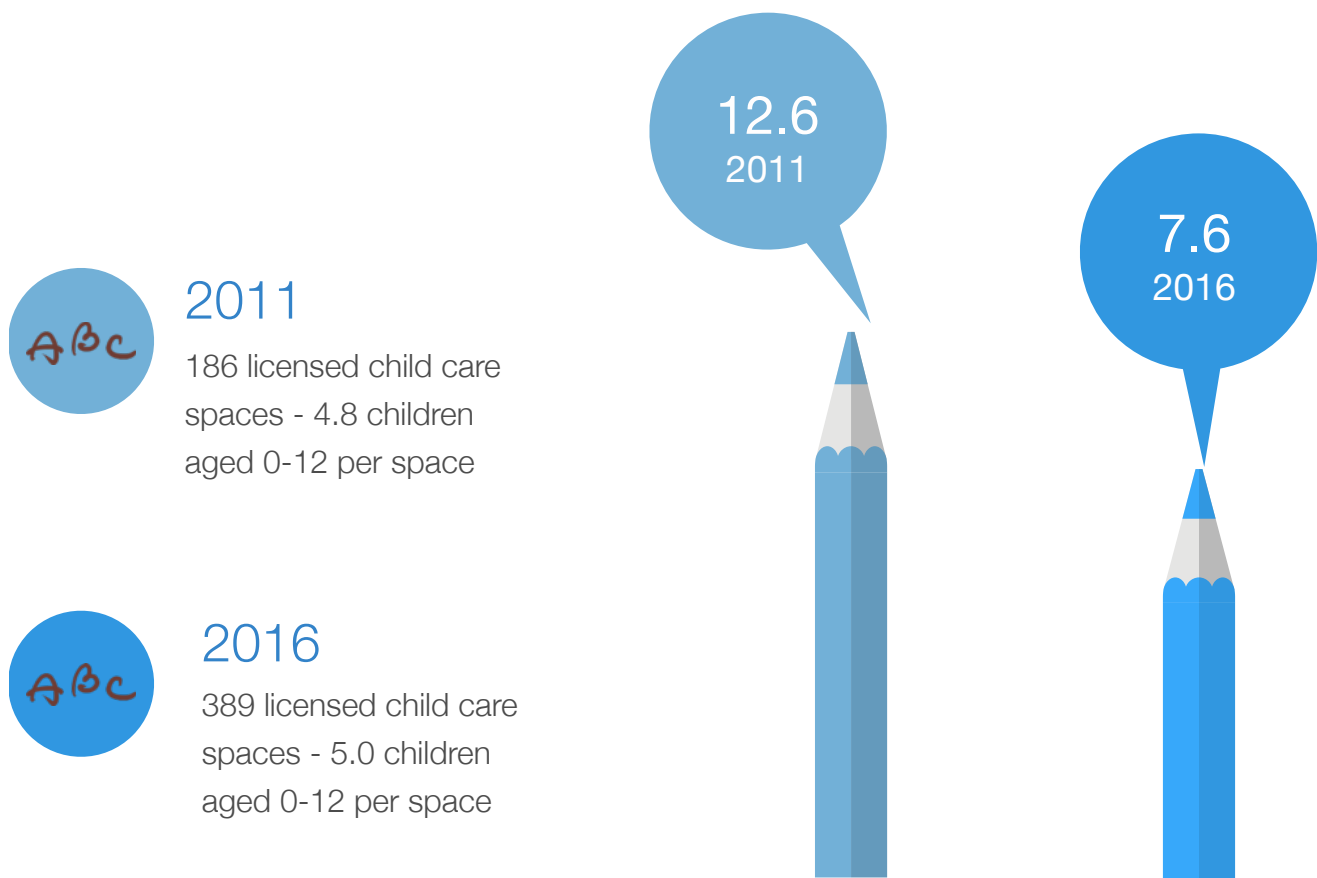 12.6
2011
7.6
2016
ABC
2011
186 licensed child care
spaces - 4.8 children
aged 0-12 per space
ABC
2016
389 licensed child care
spaces - 5.0 children
aged 0-12 per space